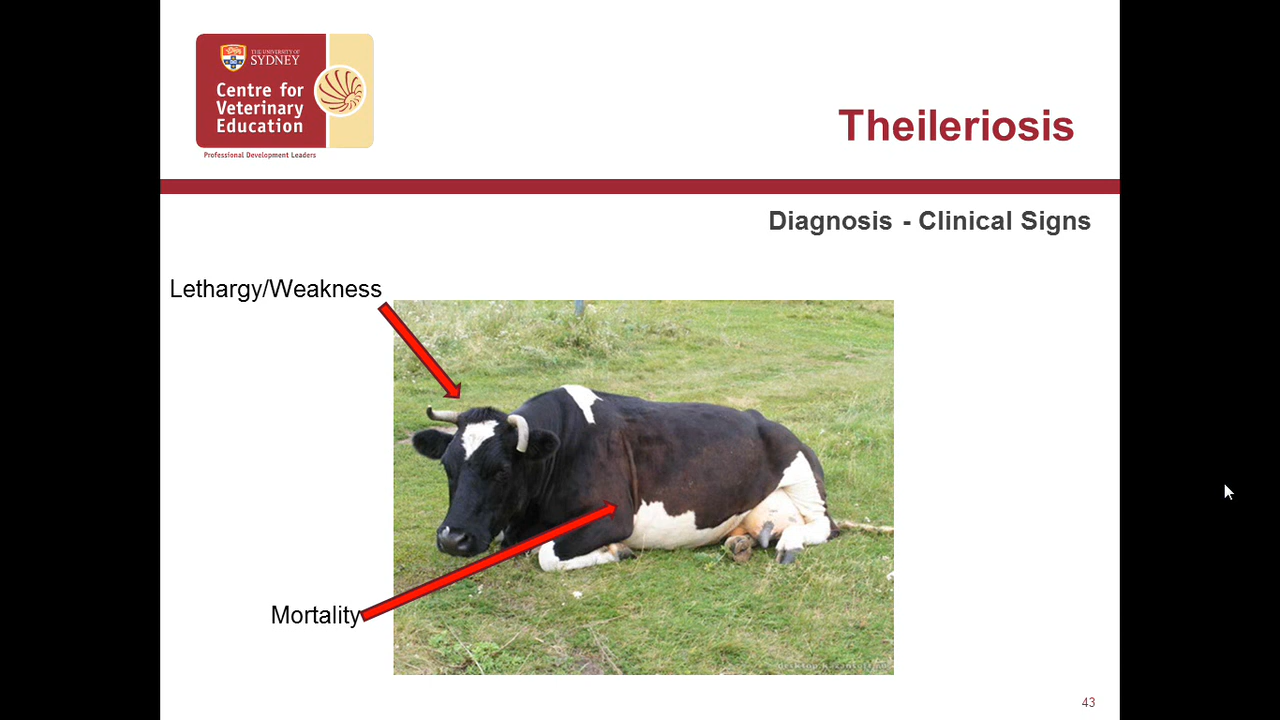 THE UNIVERSITY OF
SYDNEY
Centre for
Veterinary
Education
Professional Development Leaders
Theileriosis
Diagnosis - Clinical Signs
Lethargy/Weakness
Mortality
43